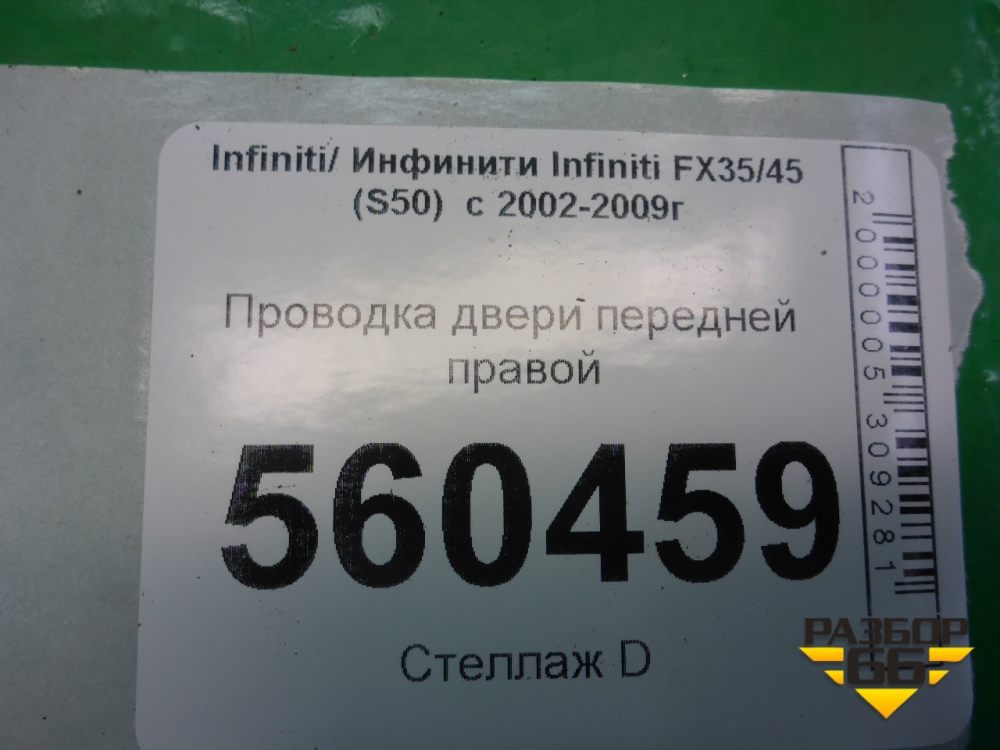 Infiniti/ Инфинити Infiniti FX35/45
(S50) с 2002-2009г
Проводка двери передней
правой
560459
Стеллаж D
2000005309281
РАЗБОР
66